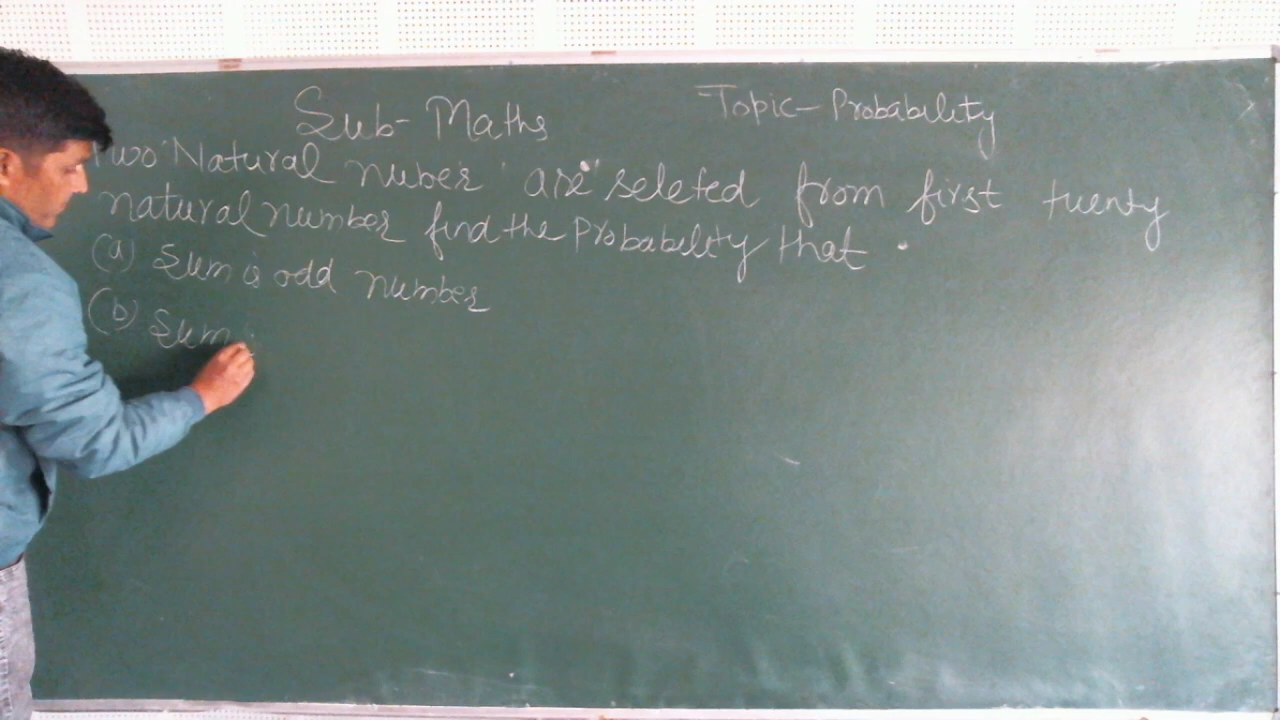 Sub- Maths
Topic- Probability
Two Natural nuber are seleted from first twenty
natural number find the Probability that
(a) Sum is odd number
(b) Sum